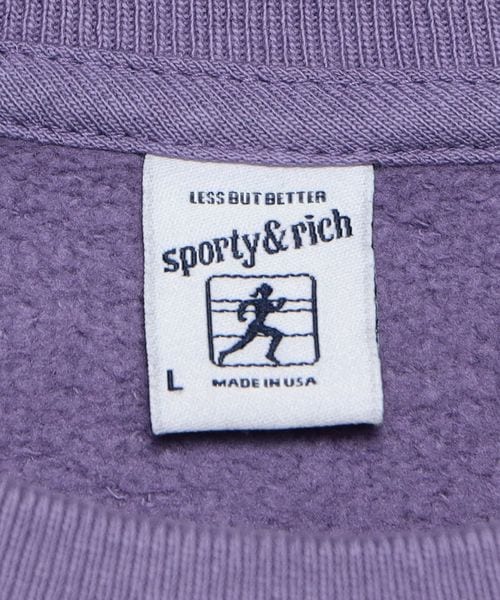 LESS BUT BETTER
sporty & rich
L
MADE IN USA